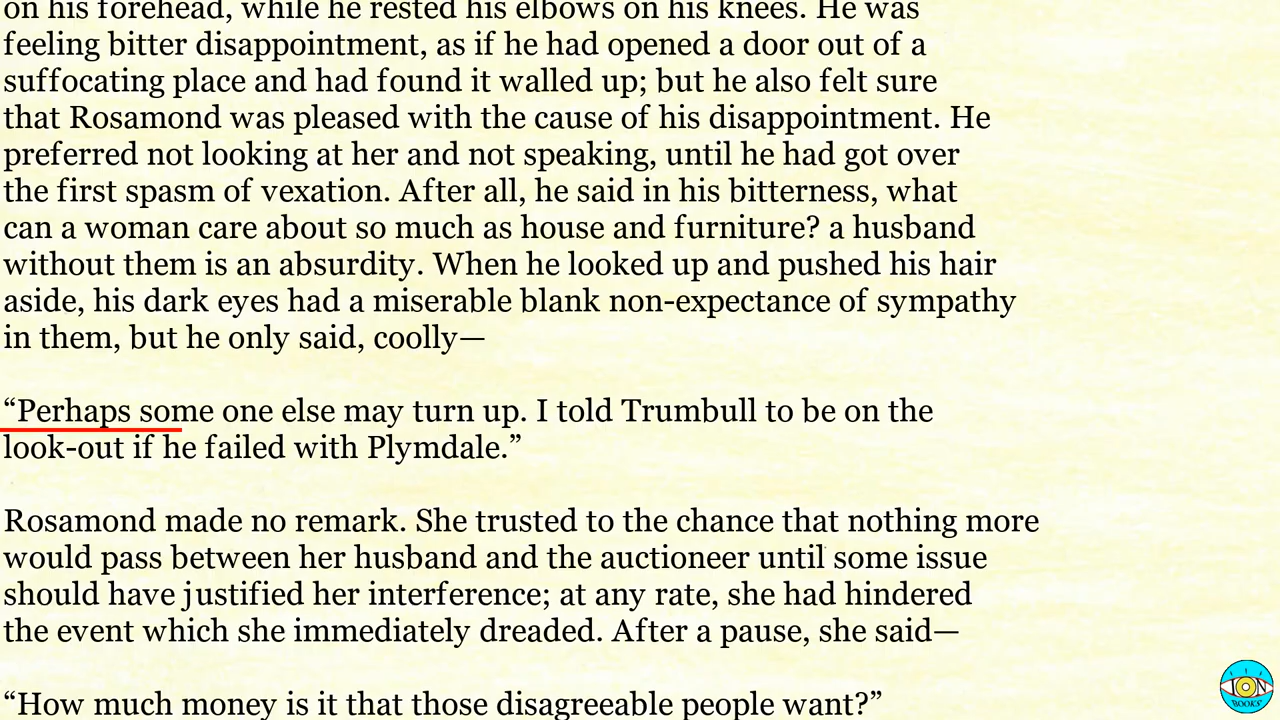 on his forehead, while he rested his elbows on his knees. He was
feeling bitter disappointment, as if he had opened a door out of a
suffocating place and had found it walled up; but he also felt sure
that Rosamond was pleased with the cause of his disappointment. He
preferred not looking at her and not speaking, until he had got over
the first spasm of vexation. After all, he said in his bitterness, what
can a woman care about so much as house and furniture? a husband
without them is an absurdity. When he looked up and pushed his hair
aside, his dark eyes had a miserable blank non-expectance of sympathy
in them, but he only said, coolly—
“Perhaps some one else may turn up. I told Trumbull to be on the
look-out if he failed with Plymdale.”
Rosamond made no remark. She trusted to the chance that nothing more
would pass between her husband and the auctioneer until some issue
should have justified her interference; at any rate, she had hindered
the event which she immediately dreaded. After a pause, she said—
“How much money is it that those disagreeable people want?”
ION
BOOKS